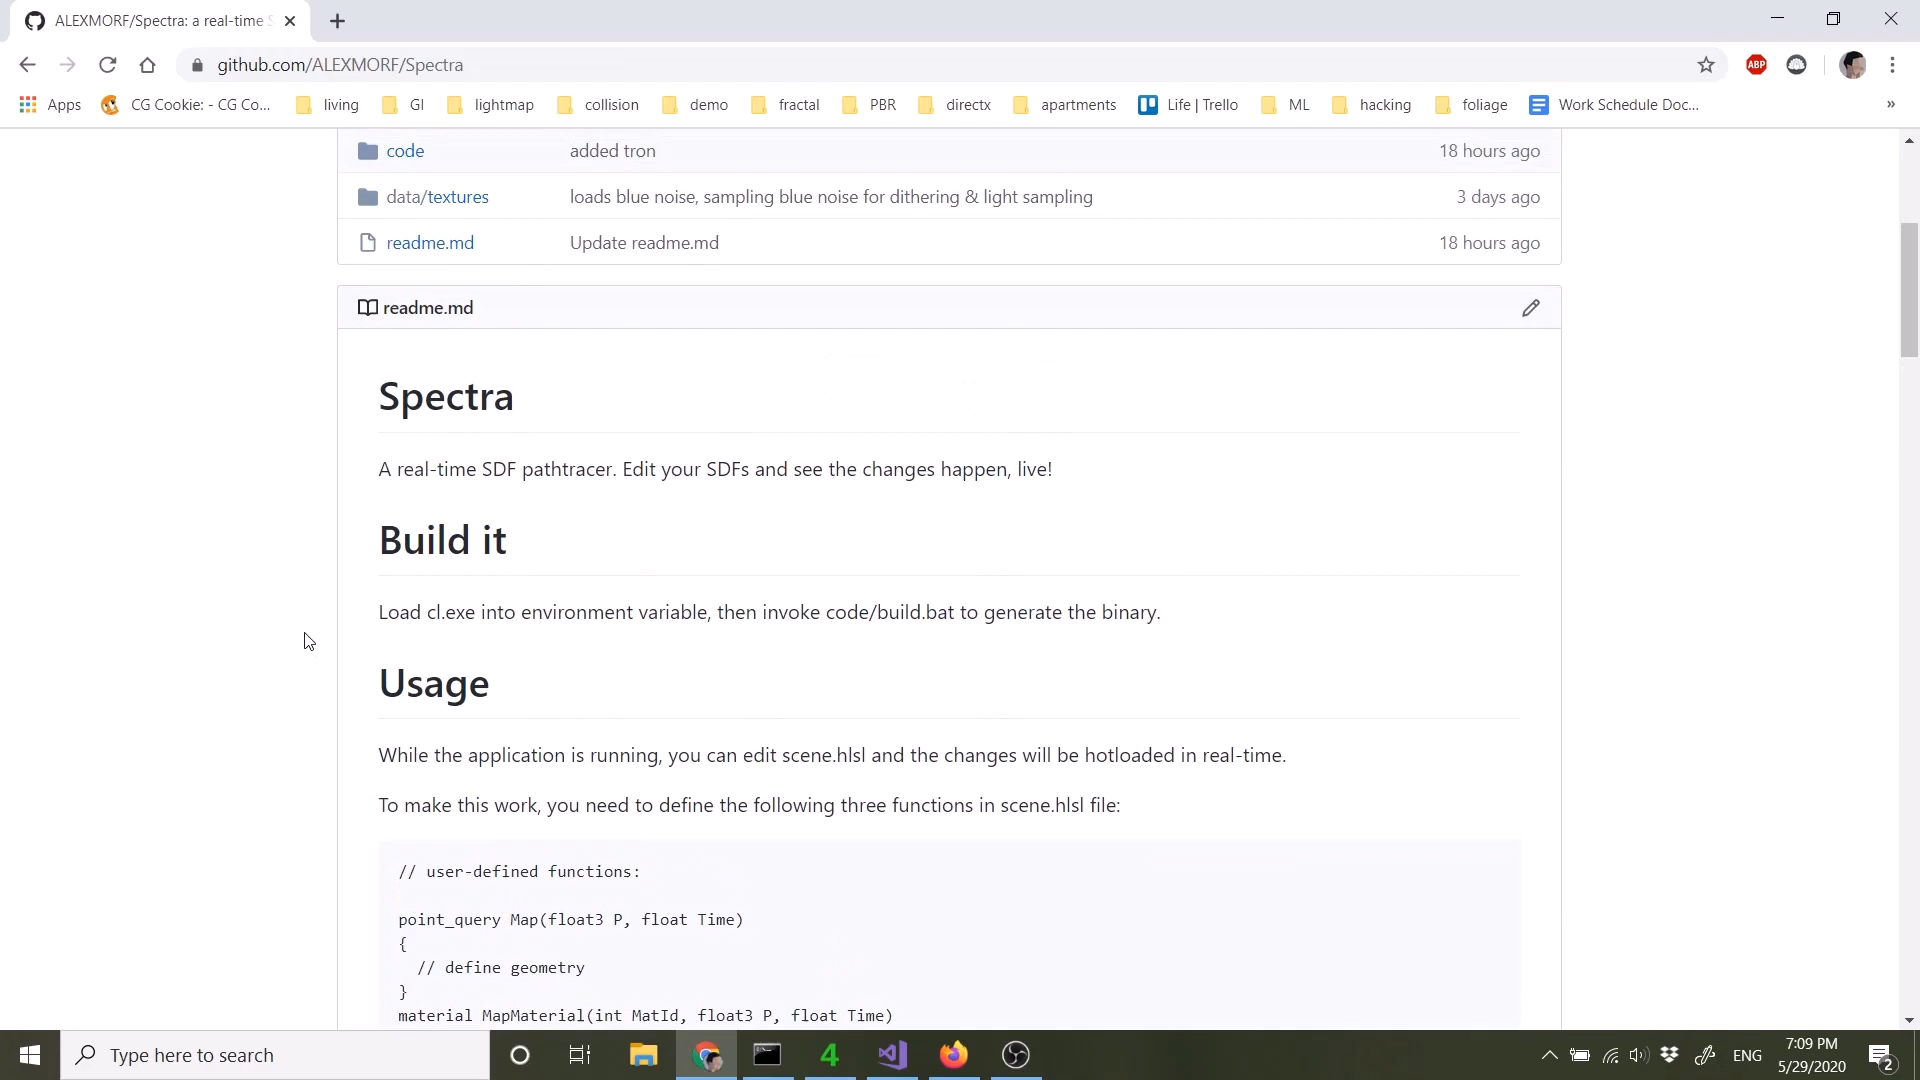 ALEXMORF/Spectra: a real-time S
github.com/ALEXMORF/Spectra
ABP
Apps
CG Cookie: - CG Co...
living
GI
lightmap
collision
demo
fractal
PBR
directx
apartments
Life | Trello
ML
hacking
foliage
Work Schedule Doc...
»
code added tron 18 hours ago
data/textures loads blue noise, sampling blue noise for dithering & light sampling 3 days ago
readme.md Update readme.md 18 hours ago
readme.md
Spectra
A real-time SDF pathtracer. Edit your SDFs and see the changes happen, live!
Build it
Load cl.exe into environment variable, then invoke code/build.bat to generate the binary.
Usage
While the application is running, you can edit scene.hlsl and the changes will be hotloaded in real-time.
To make this work, you need to define the following three functions in scene.hlsl file:
// user-defined functions:
point_query Map(float3 P, float Time)
{
// define geometry
}
material MapMaterial(int MatId, float3 P, float Time)
Type here to search
4
ENG
7:09 PM
5/29/2020
2